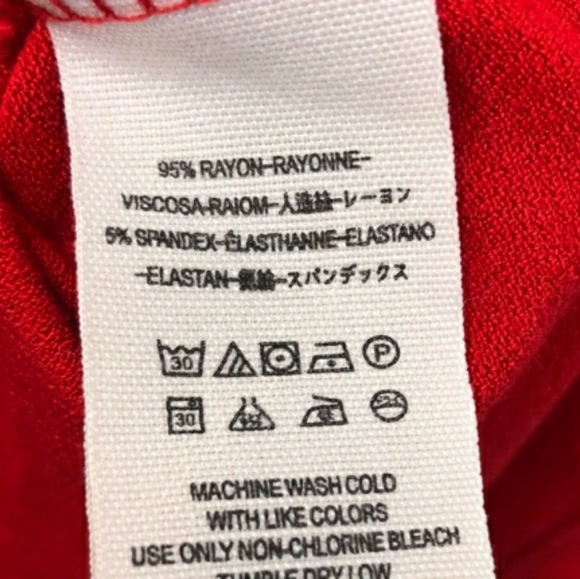 95% RAYON-RAYONNE-
VISCOSA-RAIOM-人造絲-レーヨン
5% SPANDEX-ÉLASTHANNE-ELASTANO
-ELASTAN-氨綸-スパンデックス
30
P
30
MACHINE WASH COLD
WITH LIKE COLORS
USE ONLY NON-CHLORINE BLEACH
TUMBLE DRY LOW